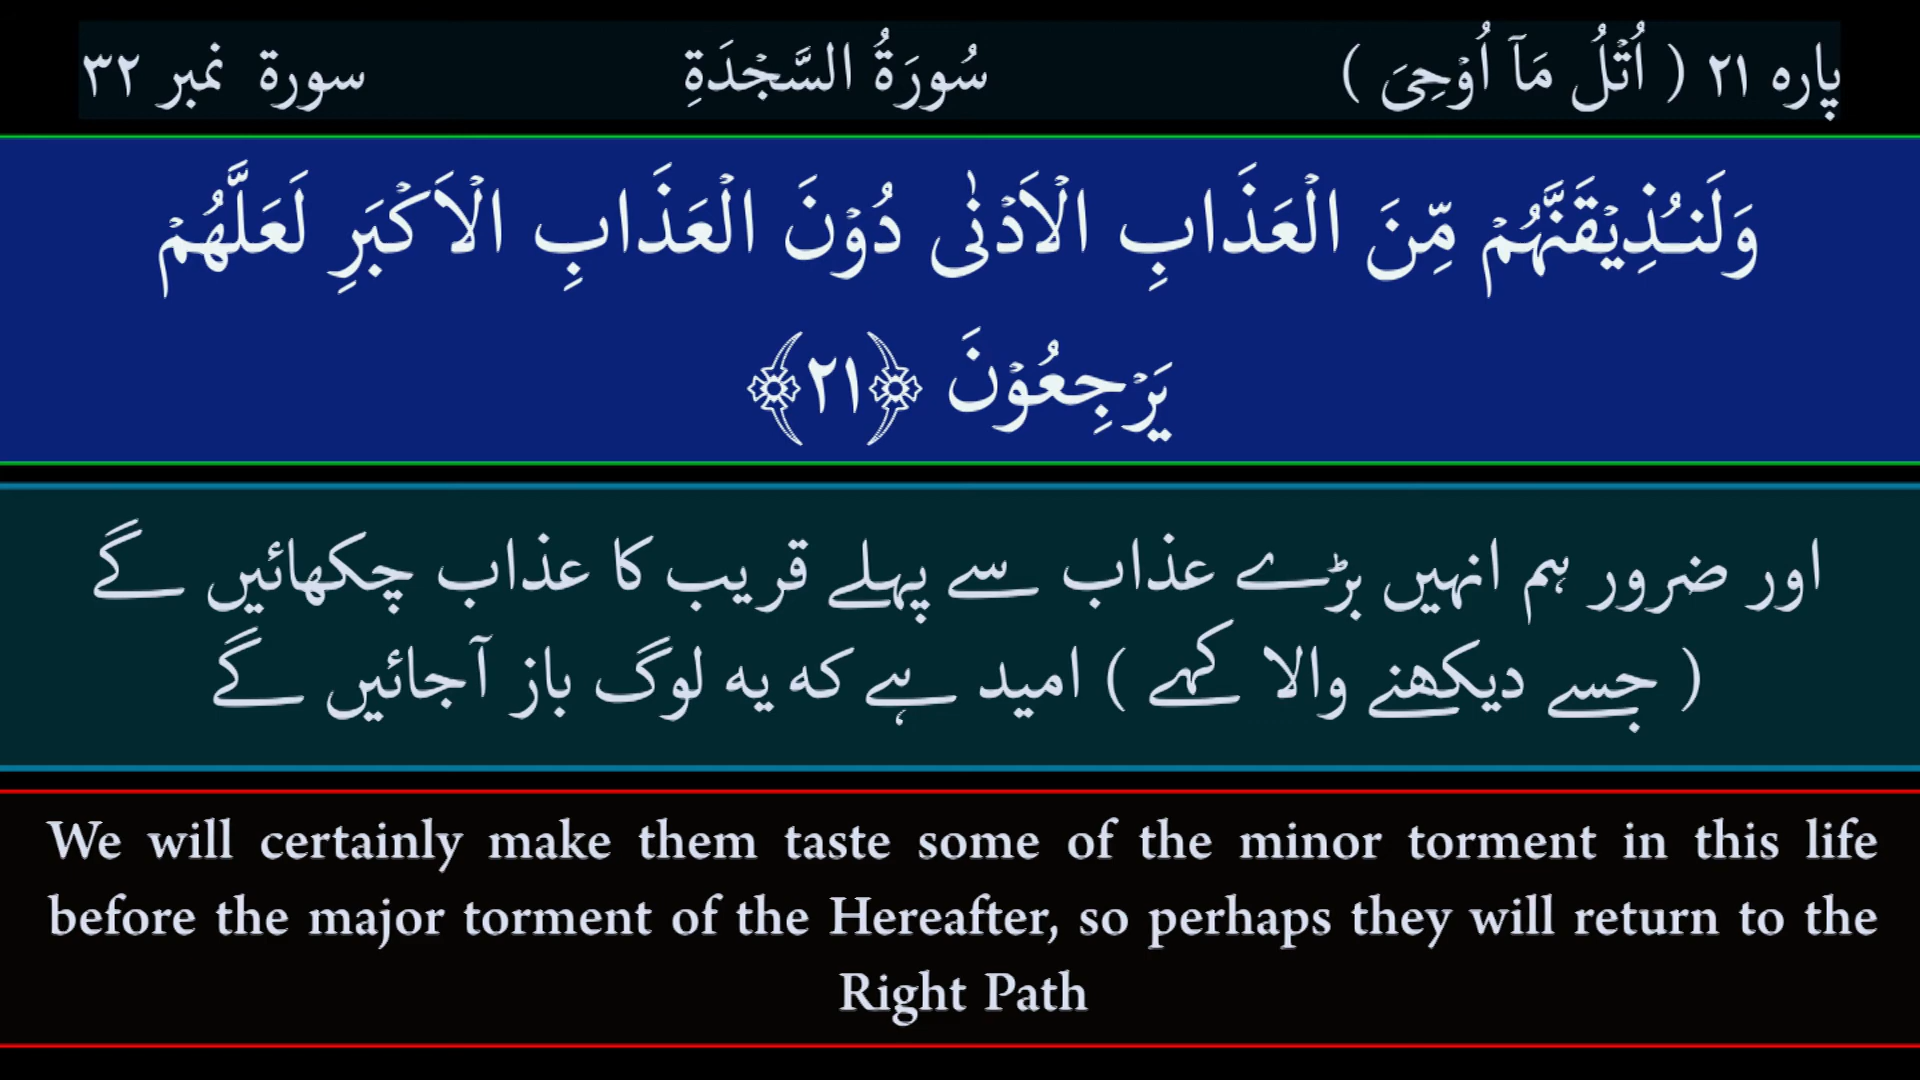 پاره ٢١ ( اُتۡلُ مَاۤ اُوۡحِیَ ) سُورَةُ السَّجۡدَةِ سورة نمبر ٣٢
وَلَنُذِیۡقَنَّهُمۡ مِّنَ الۡعَذَابِ الۡاَدۡنٰی دُوۡنَ الۡعَذَابِ الۡاَکۡبَرِ لَعَلَّهُمۡ
یَرۡجِعُوۡنَ ﴿٢١﴾
اور ضرور ہم انہیں بڑے عذاب سے پہلے قریب کا عذاب چکھائیں گے
( جسے دیکھنے والا کہے ) امید ہے کہ یہ لوگ باز آجائیں گے
We will certainly make them taste some of the minor torment in this life
before the major torment of the Hereafter, so perhaps they will return to the
Right Path